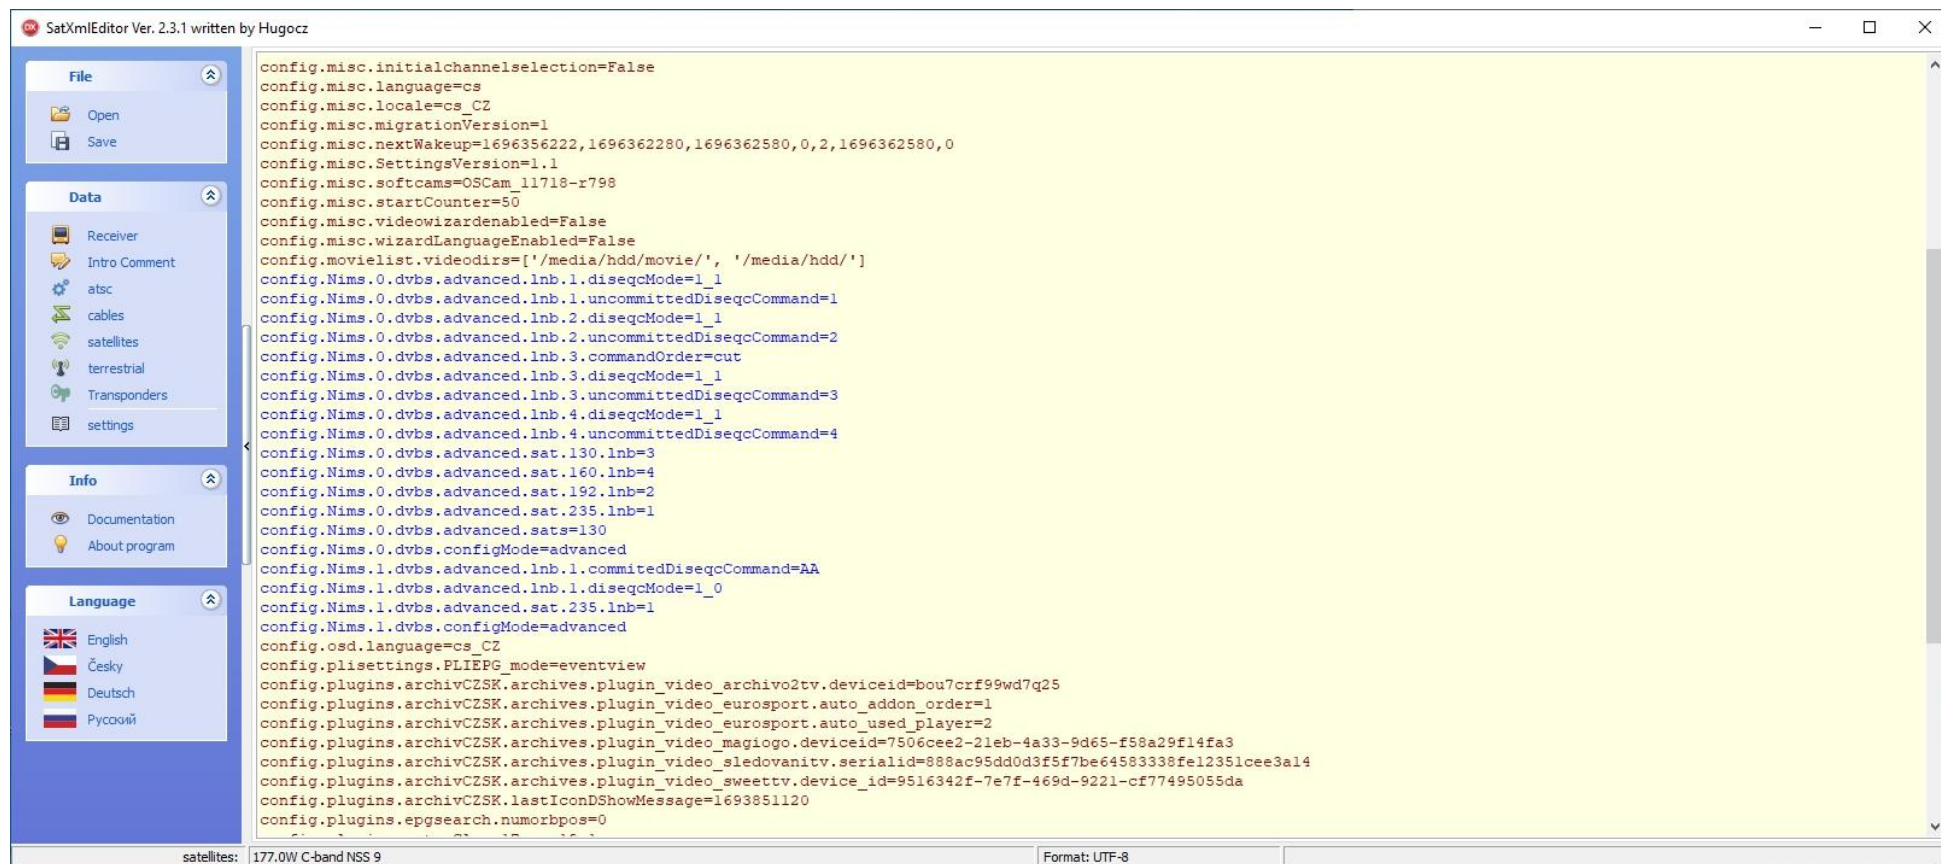 SatXmlEditor Ver. 2.3.1 written by Hugocz
File
Open
Save
Data
Receiver
Intro Comment
atsc
cables
satellites
terrestrial
Transponders
settings
Info
Documentation
About program
Language
English
Česky
Deutsch
Русский
config.misc.initialchannelselection=False
config.misc.language=cs
config.misc.locale=cs_CZ
config.misc.migrationVersion=1
config.misc.nextWakeup=1696356222,1696362280,1696362580,0,2,1696362580,0
config.misc.SettingsVersion=1.1
config.misc.softcams=OSCam_11718-r798
config.misc.startCounter=50
config.misc.videowizardenabled=False
config.misc.wizardLanguageEnabled=False
config.movielist.videodirs=['/media/hdd/movie/', '/media/hdd/']
config.Nims.0.dvbs.advanced.lnb.1.diseqcMode=1_1
config.Nims.0.dvbs.advanced.lnb.1.uncommittedDiseqcCommand=1
config.Nims.0.dvbs.advanced.lnb.2.diseqcMode=1_1
config.Nims.0.dvbs.advanced.lnb.2.uncommittedDiseqcCommand=2
config.Nims.0.dvbs.advanced.lnb.3.commandOrder=cut
config.Nims.0.dvbs.advanced.lnb.3.diseqcMode=1_1
config.Nims.0.dvbs.advanced.lnb.3.uncommittedDiseqcCommand=3
config.Nims.0.dvbs.advanced.lnb.4.diseqcMode=1_1
config.Nims.0.dvbs.advanced.lnb.4.uncommittedDiseqcCommand=4
config.Nims.0.dvbs.advanced.sat.130.lnb=3
config.Nims.0.dvbs.advanced.sat.160.lnb=4
config.Nims.0.dvbs.advanced.sat.192.lnb=2
config.Nims.0.dvbs.advanced.sat.235.lnb=1
config.Nims.0.dvbs.advanced.sats=130
config.Nims.0.dvbs.configMode=advanced
config.Nims.1.dvbs.advanced.lnb.1.commitedDiseqcCommand=AA
config.Nims.1.dvbs.advanced.lnb.1.diseqcMode=1_0
config.Nims.1.dvbs.advanced.sat.235.lnb=1
config.Nims.1.dvbs.configMode=advanced
config.osd.language=cs_CZ
config.plisettings.PLIEPG_mode=eventview
config.plugins.archivCZSK.archives.plugin_video_archivo2tv.deviceid=bou7crf99wd7q25
config.plugins.archivCZSK.archives.plugin_video_eurosport.auto_addon_order=1
config.plugins.archivCZSK.archives.plugin_video_eurosport.auto_used_player=2
config.plugins.archivCZSK.archives.plugin_video_magiogo.deviceid=7506cee2-21eb-4a33-9d65-f58a29f14fa3
config.plugins.archivCZSK.archives.plugin_video_sledovanitv.serialid=888ac95dd0d3f5f7be64583338fe12351cee3a14
config.plugins.archivCZSK.archives.plugin_video_sweettv.device_id=9516342f-7e7f-469d-9221-cf77495055da
config.plugins.archivCZSK.lastIconDShowMessage=1693851120
config.plugins.epgsearch.numorbpos=0
satellites: 177.0W C-band NSS 9 Format: UTF-8